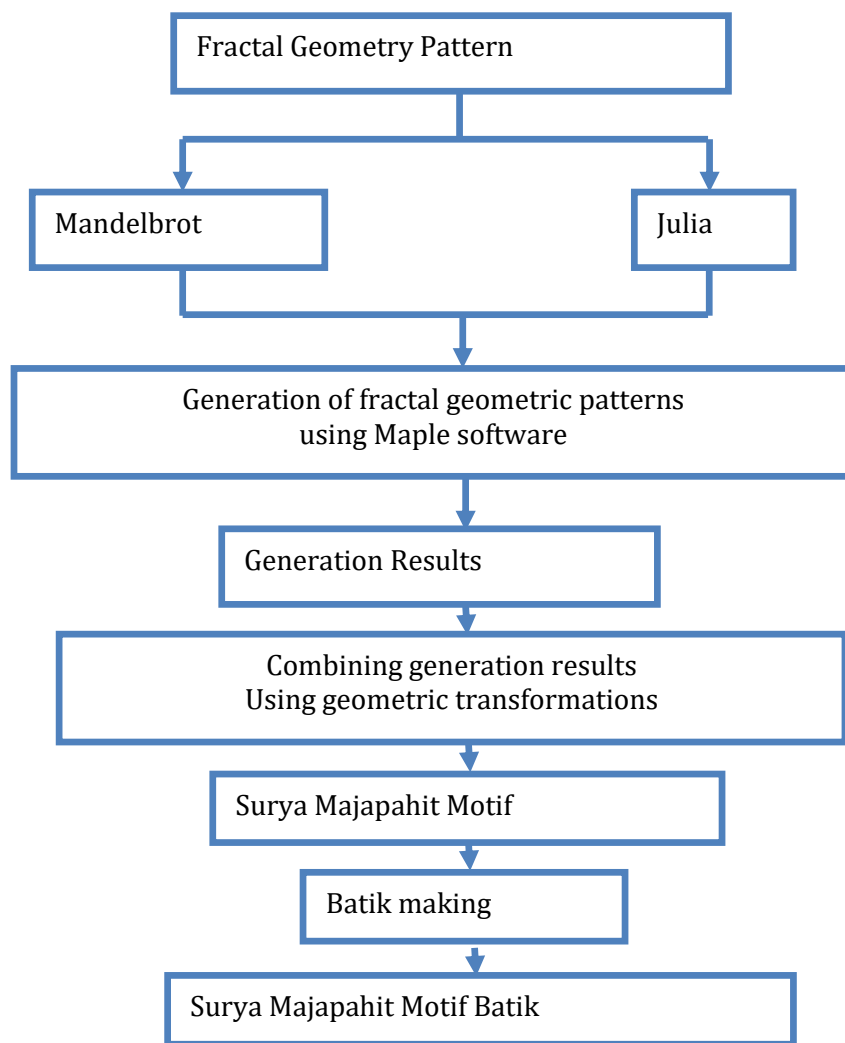 Fractal Geometry Pattern
Mandelbrot
Julia
Generation of fractal geometric patterns
using Maple software
Generation Results
Combining generation results
Using geometric transformations
Surya Majapahit Motif
Batik making
Surya Majapahit Motif Batik